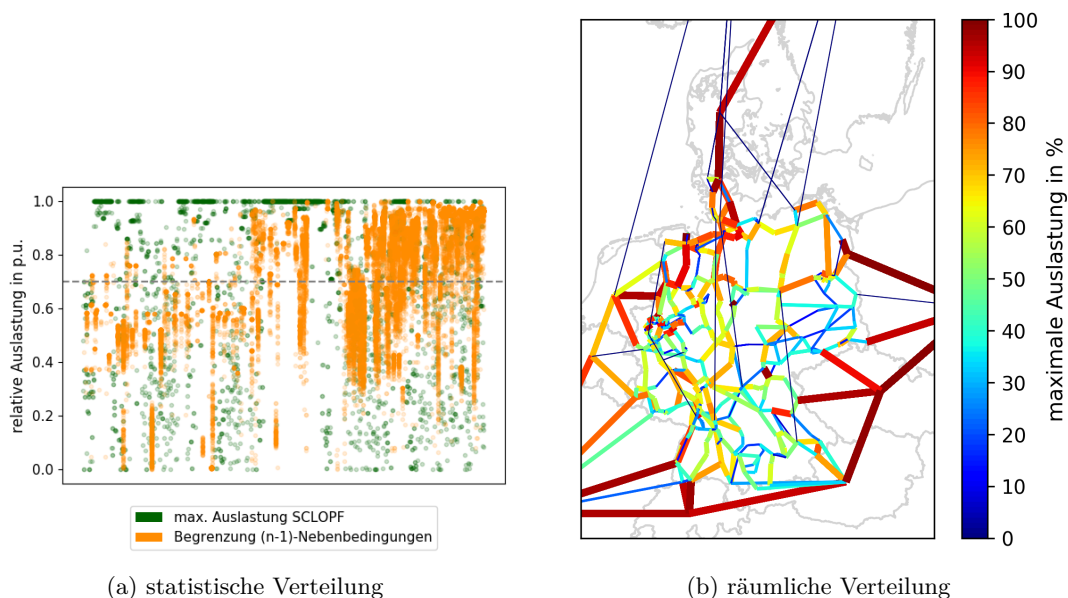 relative Auslastung in p.u.
1.0
0.8
0.6
0.4
0.2
0.0
max. Auslastung SCLOPF
Begrenzung (n-1)-Nebenbedingungen
(a) statistische Verteilung
100
90
80
70
60
50
40
30
20
10
0
maximale Auslastung in %
(b) räumliche Verteilung